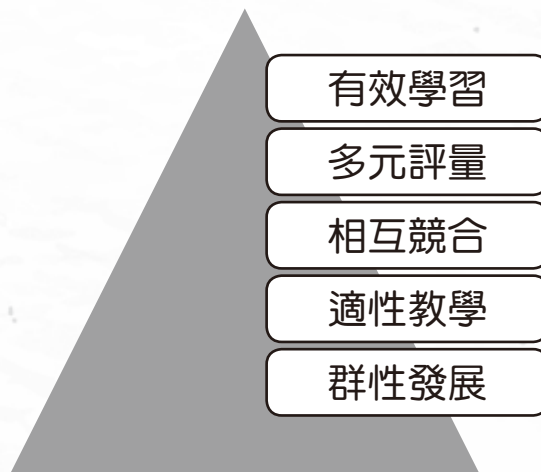 有效學習
多元評量
相互競合
適性教學
群性發展